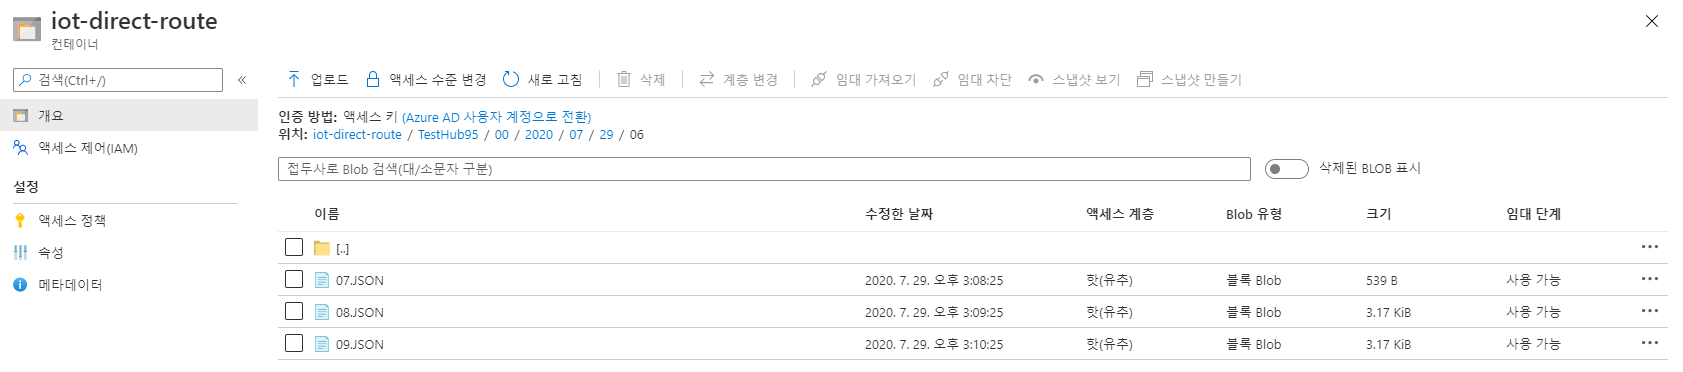 iot-direct-route
컨테이너
검색(Ctrl+/)
«
개요
액세스 제어(IAM)
설정
액세스 정책
속성
메타데이터
업로드 액세스 수준 변경 새로 고침 삭제 계층 변경 임대 가져오기 임대 차단 스냅샷 보기 스냅샷 만들기
인증 방법: 액세스 키 (Azure AD 사용자 계정으로 전환)
위치: iot-direct-route / TestHub95 / 00 / 2020 / 07 / 29 / 06
접두사로 Blob 검색(대/소문자 구분) 삭제된 BLOB 표시
이름 수정한 날짜 액세스 계층 Blob 유형 크기 임대 단계
[..]
07.JSON 2020. 7. 29. 오후 3:08:25 핫(유추) 블록 Blob 539 B 사용 가능
08.JSON 2020. 7. 29. 오후 3:09:25 핫(유추) 블록 Blob 3.17 KiB 사용 가능
09.JSON 2020. 7. 29. 오후 3:10:25 핫(유추) 블록 Blob 3.17 KiB 사용 가능